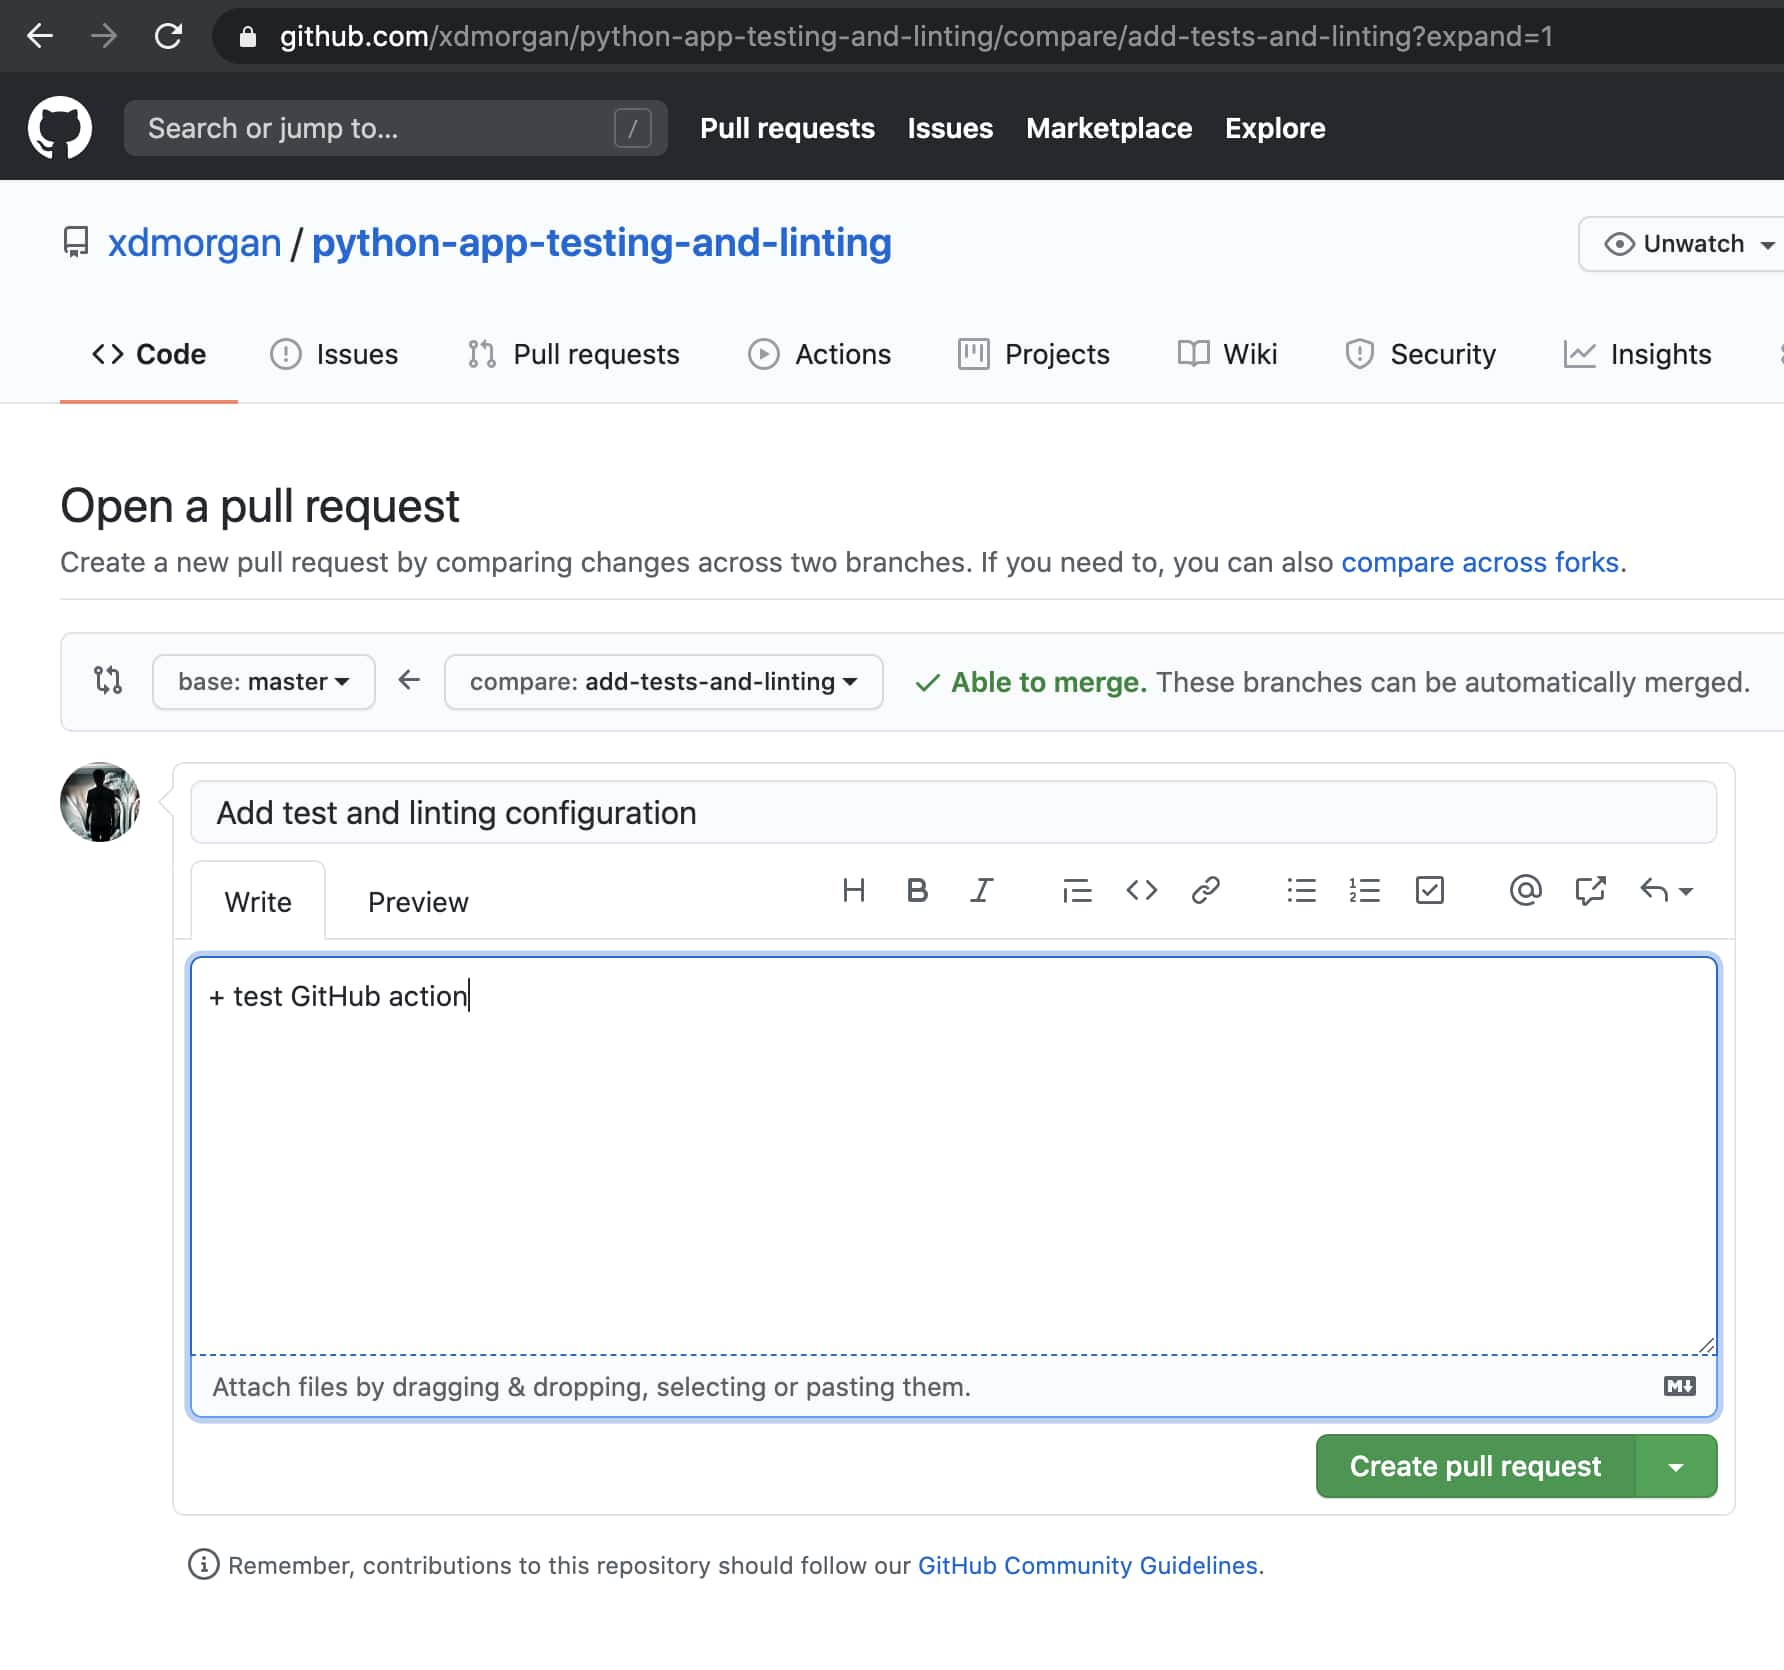 github.com/xdmorgan/python-app-testing-and-linting/compare/add-tests-and-linting?expand=1
Search or jump to... / Pull requests Issues Marketplace Explore
xdmorgan / python-app-testing-and-linting Unwatch
Code Issues Pull requests Actions Projects Wiki Security Insights
Open a pull request
Create a new pull request by comparing changes across two branches. If you need to, you can also compare across forks.
base: master compare: add-tests-and-linting Able to merge. These branches can be automatically merged.
Add test and linting configuration
Write Preview
+ test GitHub action
Attach files by dragging & dropping, selecting or pasting them.
Create pull request
Remember, contributions to this repository should follow our GitHub Community Guidelines.